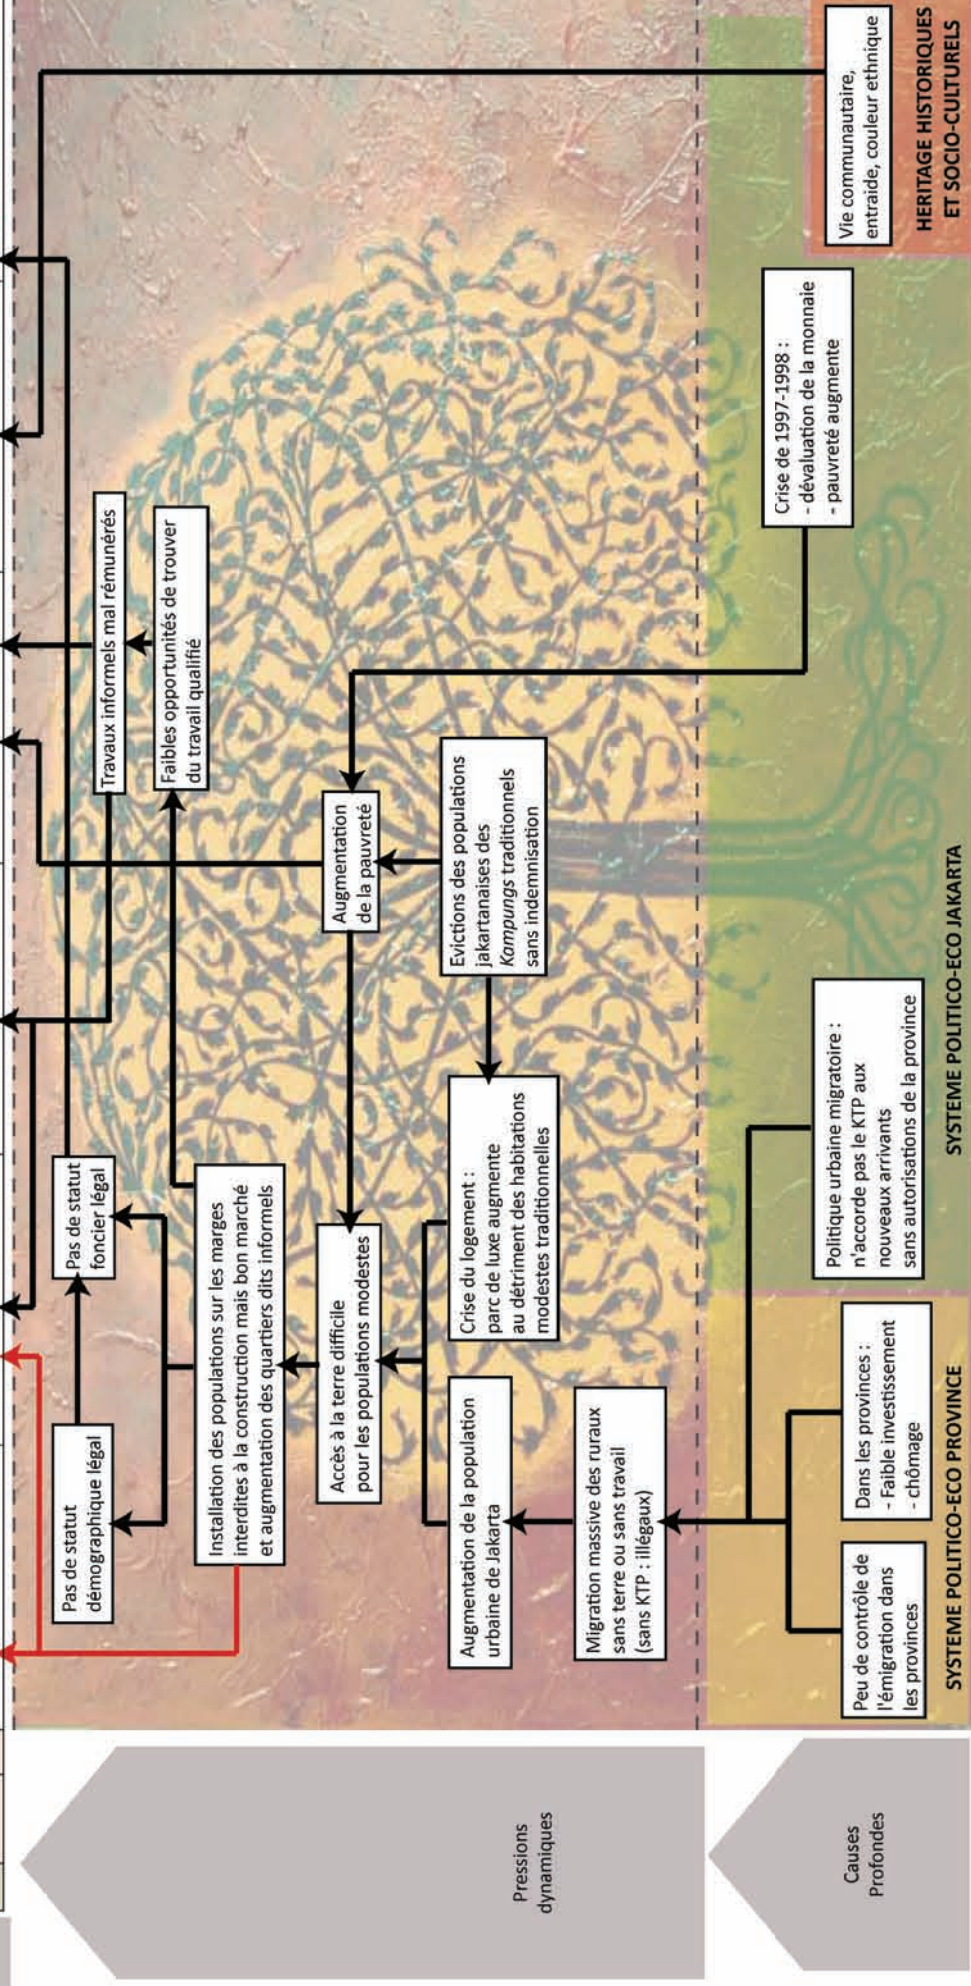 Pressions
dynamiques
Causes
Profondes
Pas de statut
démographique légal
Pas de statut
foncier légal
Travaux informels mal rémunérés
Faibles opportunités de trouver
du travail qualifié
Installation des populations sur les marges
interdites à la construction mais bon marché
et augmentation des quartiers dits informels
Accès à la terre difficile
pour les populations modestes
Augmentation
de la pauvreté
Augmentation de la population
urbaine de Jakarta
Crise du logement :
parc de luxe augmente
au détriment des habitations
modestes traditionnelles
Evictions des populations
jakartanaises des
Kampungs traditionnels
sans indemnisation
Migration massive des ruraux
sans terre ou sans travail
(sans KTP : illégaux)
Peu de contrôle de
l'émigration dans
les provinces
Dans les provinces :
- Faible investissement
- chômage
Politique urbaine migratoire :
n'accorde pas le KTP aux
nouveaux arrivants
sans autorisations de la province
Crise de 1997-1998 :
- dévaluation de la monnaie
- pauvreté augmente
Vie communautaire,
entraide, couleur ethnique
SYSTEME POLITICO-ECO PROVINCE
SYSTEME POLITICO-ECO JAKARTA
HERITAGE HISTORIQUES
ET SOCIO-CULTURELS